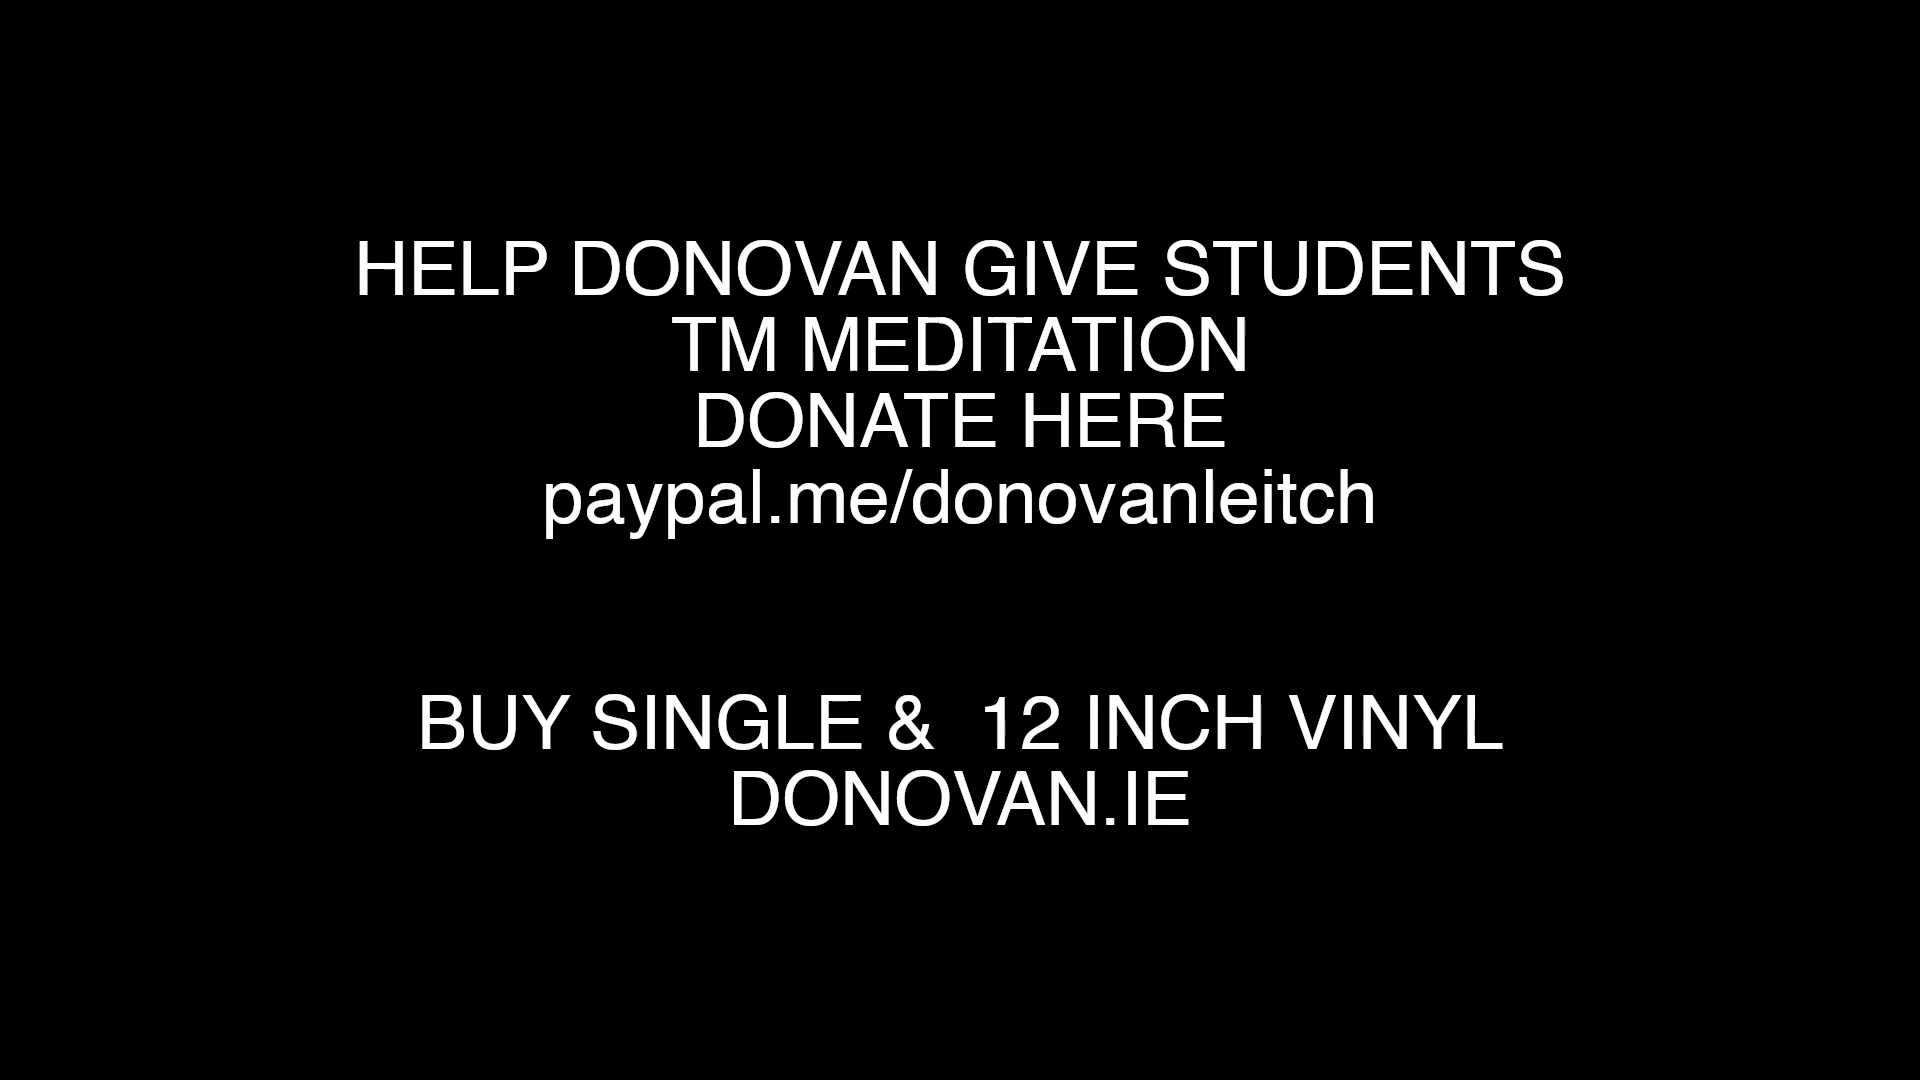 HELP DONOVAN GIVE STUDENTS
TM MEDITATION
DONATE HERE
paypal.me/donovanleitch
BUY SINGLE &  12 INCH VINYL
DONOVAN.IE